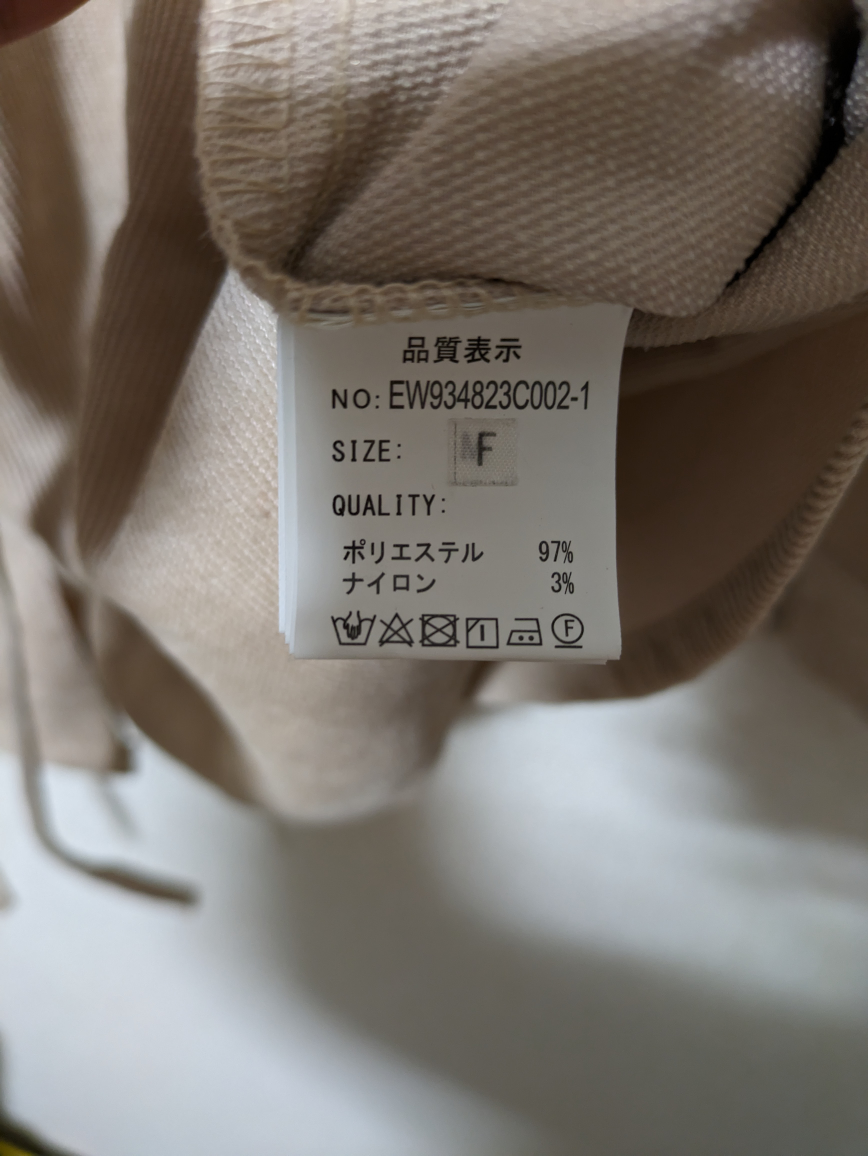 品質表示
NO: EW934823C002-1
SIZE: F
QUALITY:
ポリエステル 97%
ナイロン 3%
F